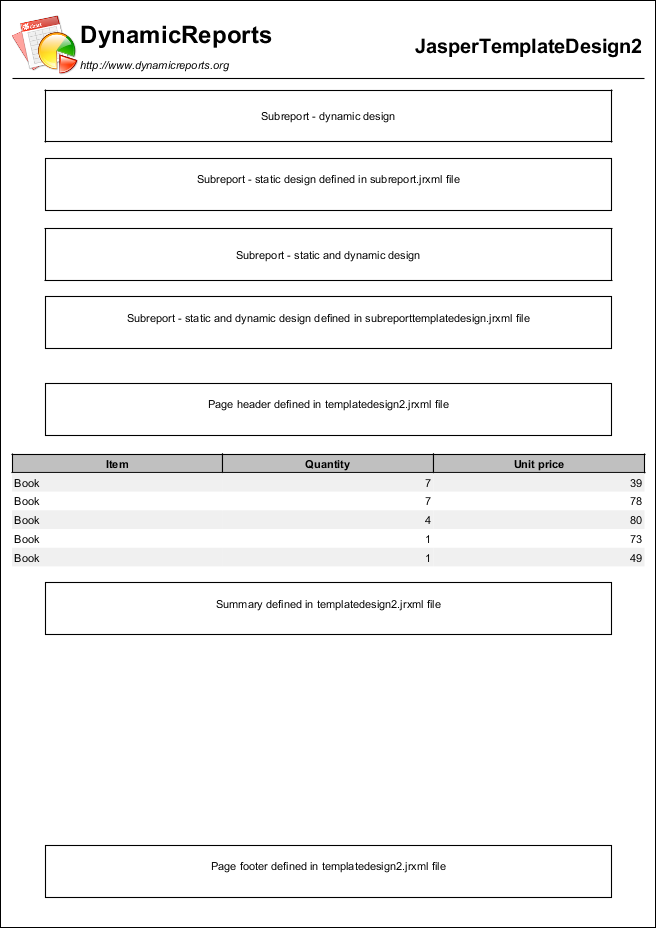 DynamicReports
http://www.dynamicreports.org
JasperTemplateDesign2
Subreport - dynamic design
Subreport - static design defined in subreport.jrxml file
Subreport - static and dynamic design
Subreport - static and dynamic design defined in subreporttemplatedesign.jrxml file
Page header defined in templatedesign2.jrxml file
Item Quantity Unit price
Book 7 39
Book 7 78
Book 4 80
Book 1 73
Book 1 49
Summary defined in templatedesign2.jrxml file
Page footer defined in templatedesign2.jrxml file